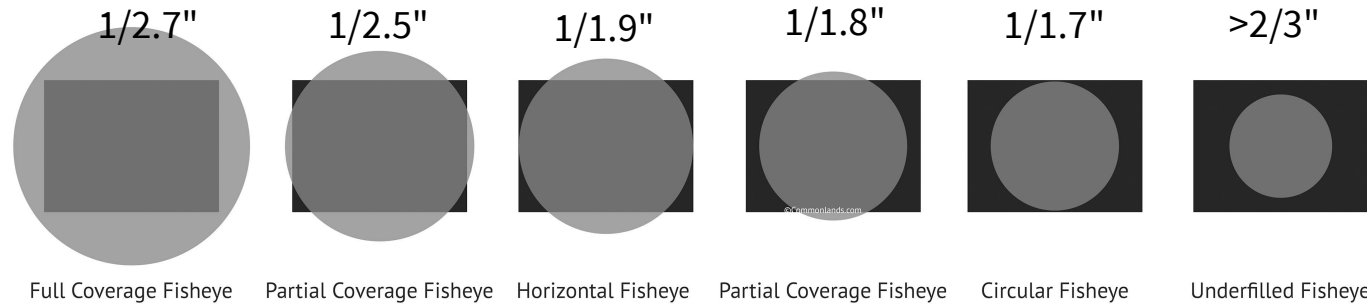 1/2.7" 1/2.5" 1/1.9" 1/1.8" 1/1.7" >2/3"
©Commonlands.com
Full Coverage Fisheye Partial Coverage Fisheye Horizontal Fisheye Partial Coverage Fisheye Circular Fisheye Underfilled Fisheye